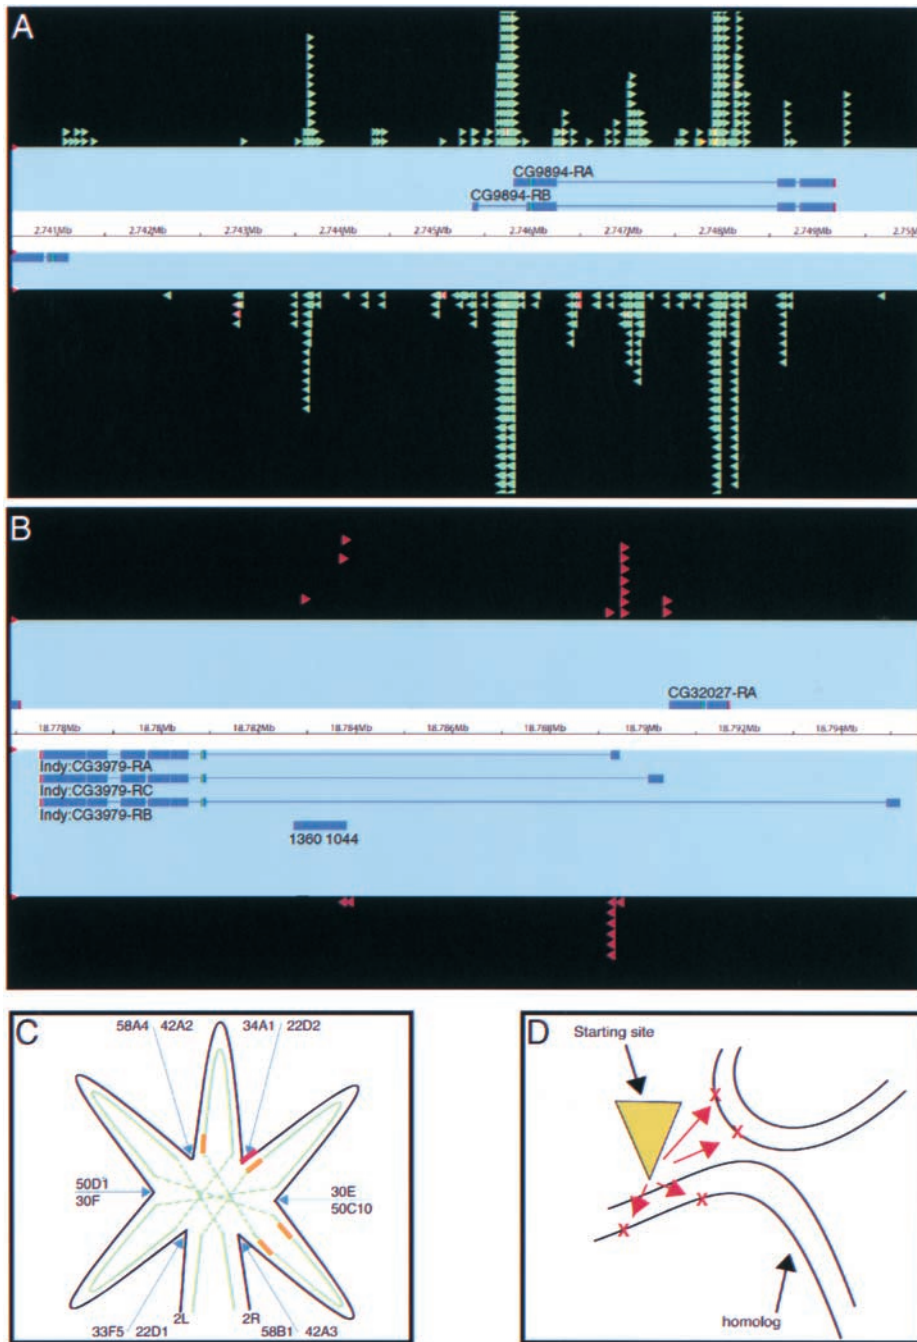 A
CG9894-RA
CG9894-RB
2.741Mb 2.742Mb 2.743Mb 2.744Mb 2.745Mb 2.746Mb 2.747Mb 2.748Mb 2.749Mb 2.75M
B
CG32027-RA
18.778Mb 18.78Mb 18.782Mb 18.784Mb 18.786Mb 18.788Mb 18.79Mb 18.792Mb 18.794Mb
Indy:CG3979-RA
Indy:CG3979-RC
Indy:CG3979-RB
1360 1044
C
58A4 42A2 34A1 22D2
50D1
30F
30E
50C10
2L 2R
33F5 22D1 58B1 42A3
D
Starting site
homolog